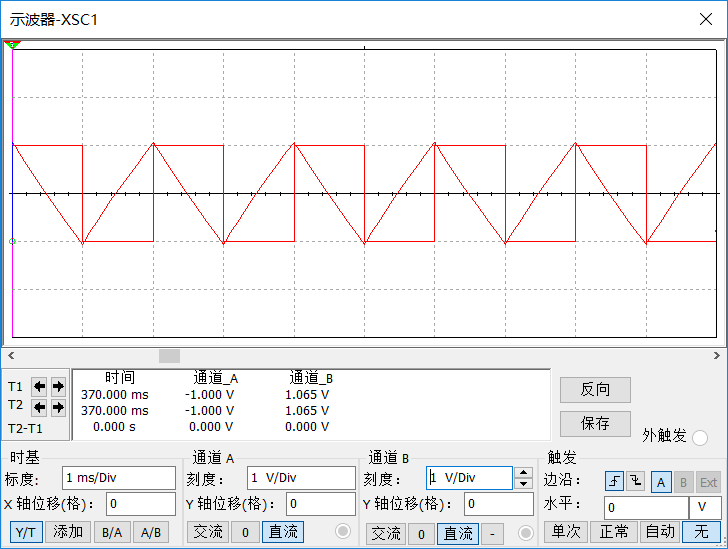 示波器-XSC1
时间 通道_A 通道_B
T1 370.000 ms -1.000 V 1.065 V
T2 370.000 ms -1.000 V 1.065 V
T2-T1 0.000 s 0.000 V 0.000 V
反向
保存
外触发
时基 通道 A 通道 B 触发
标度: 1 ms/Div 刻度: 1 V/Div 刻度: 1 V/Div 边沿: A B Ext
X 轴位移(格): 0 Y 轴位移(格): 0 Y 轴位移(格): 0 水平: 0 V
Y/T 添加 B/A A/B 交流 0 直流 交流 0 直流 - 单次 正常 自动 无